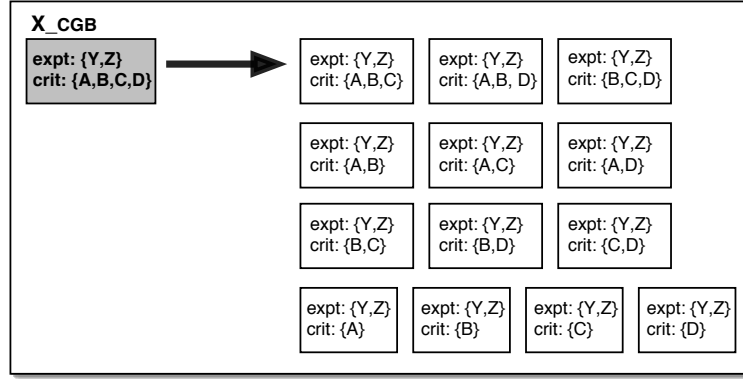 X_CGB
expt: {Y,Z}
crit: {A,B,C,D}
expt: {Y,Z}
crit: {A,B,C}
expt: {Y,Z}
crit: {A,B, D}
expt: {Y,Z}
crit: {B,C,D}
expt: {Y,Z}
crit: {A,B}
expt: {Y,Z}
crit: {A,C}
expt: {Y,Z}
crit: {A,D}
expt: {Y,Z}
crit: {B,C}
expt: {Y,Z}
crit: {B,D}
expt: {Y,Z}
crit: {C,D}
expt: {Y,Z}
crit: {A}
expt: {Y,Z}
crit: {B}
expt: {Y,Z}
crit: {C}
expt: {Y,Z}
crit: {D}